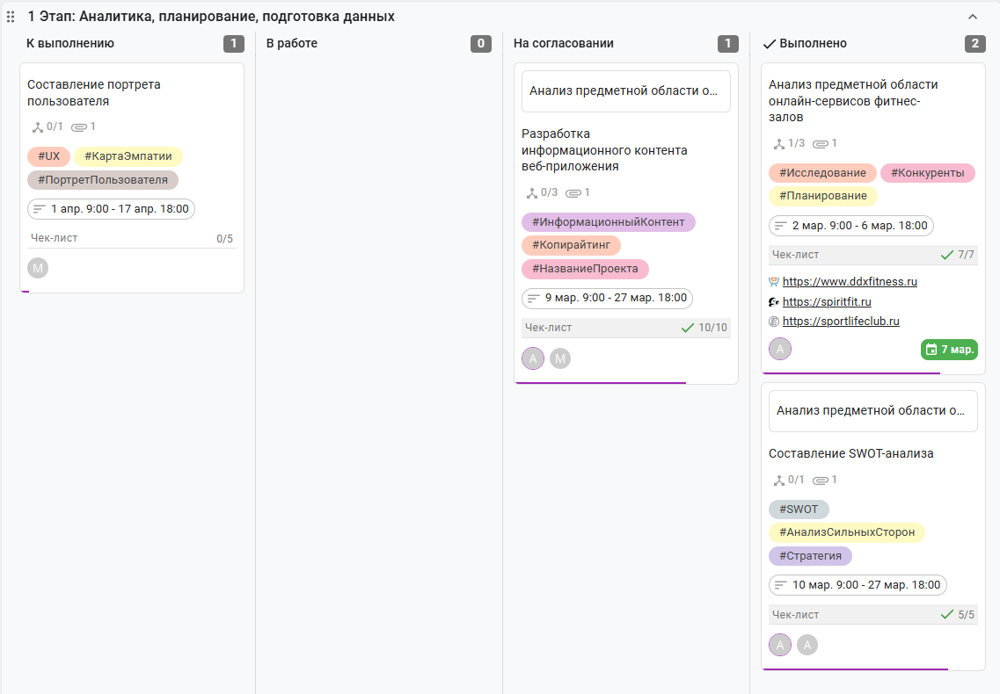 1 Этап: Аналитика, планирование, подготовка данных
К выполнению 1
Составление портрета
пользователя
0/1 1
#UX #КартаЭмпатии
#ПортретПользователя
1 апр. 9:00 - 17 апр. 18:00
Чек-лист 0/5
М
В работе 0
На согласовании 1
Анализ предметной области о...
Разработка
информационного контента
веб-приложения
0/3 1
#ИнформационныйКонтент
#Копирайтинг
#НазваниеПроекта
9 мар. 9:00 - 27 мар. 18:00
Чек-лист 10/10
А М
Выполнено 2
Анализ предметной области
онлайн-сервисов фитнес-
залов
1/3 1
#Исследование #Конкуренты
#Планирование
2 мар. 9:00 - 6 мар. 18:00
Чек-лист 7/7
https://www.ddxfitness.ru
https://spiritfit.ru
https://sportlifeclub.ru
А 7 мар.
Анализ предметной области о...
Составление SWOT-анализа
0/1 1
#SWOT
#АнализСильныхСторон
#Стратегия
10 мар. 9:00 - 27 мар. 18:00
Чек-лист 5/5
А А